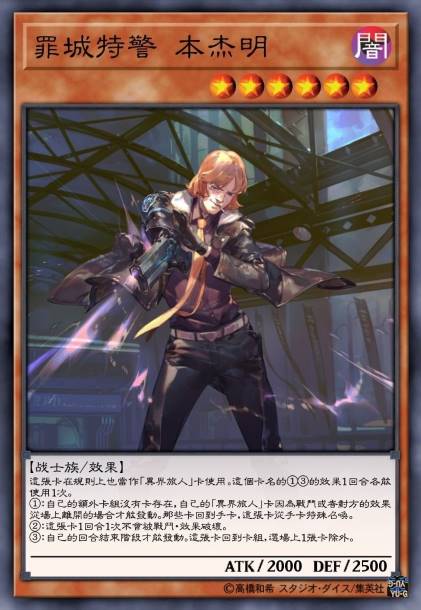 罪城特警 本杰明
闇
【战士族/效果】
這張卡在規則上也當作「異界旅人」卡使用。這個卡名的①③的效果1回合各能
使用1次。
①：自己的額外卡組沒有卡存在，自己的「異界旅人」卡因為戰鬥或者對方的效果
從場上離開的場合才能發動。那些卡回到手卡，這張卡從手卡特殊召喚。
②：這張卡1回合1次不會被戰鬥·效果破壞。
③：自己的回合結束階段才能發動。這張卡回到卡組，選場上1張卡除外。
ATK/2000 DEF/2500
©高橋和希 スタジオ・ダイス/集英社